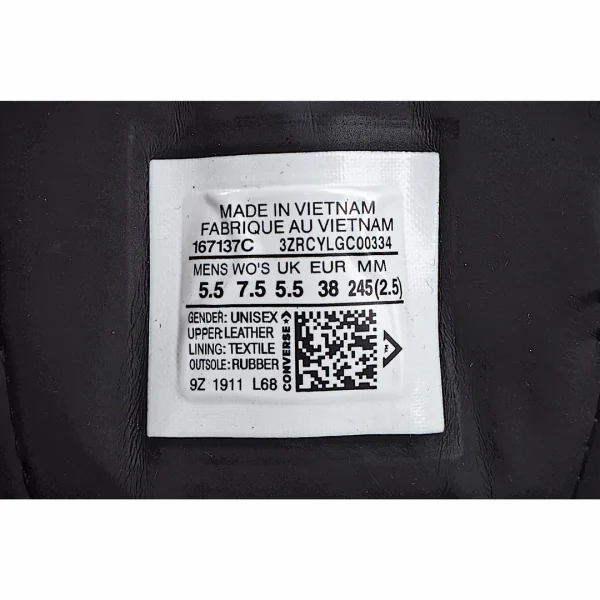 MADE IN VIETNAM
FABRIQUE AU VIETNAM
167137C 3ZRCYLGC00334
MENS WO'S UK EUR MM
5.5 7.5 5.5 38 245(2.5)
GENDER: UNISEX
UPPER: LEATHER
LINING: TEXTILE
OUTSOLE: RUBBER
9Z 1911 L68
CONVERSE